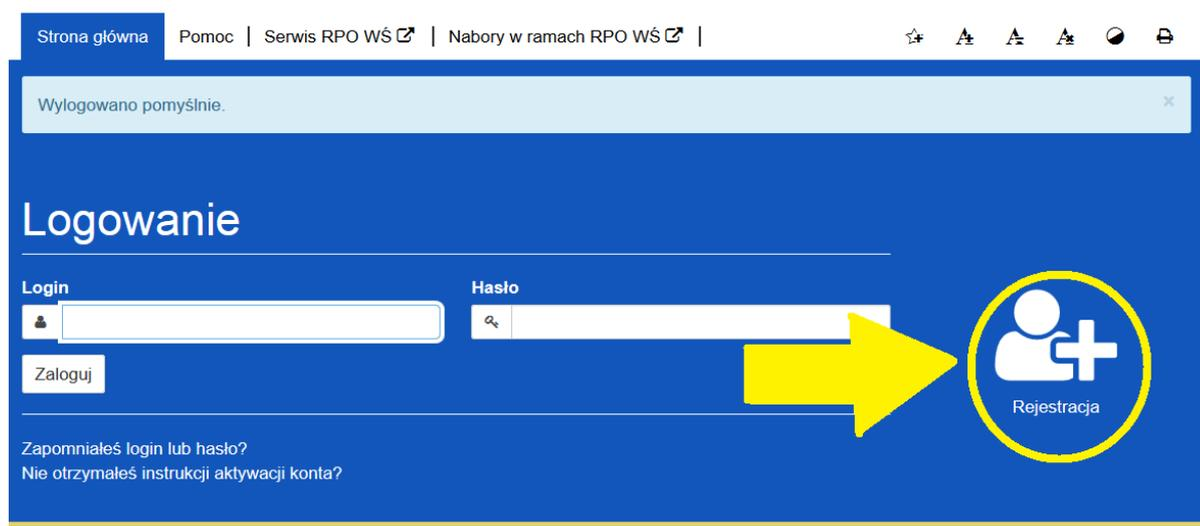 Strona główna Pomoc | Serwis RPO WŚ | Nabory w ramach RPO WŚ |
Wylogowano pomyślnie. ×
Logowanie
Login Hasło
Zaloguj
Rejestracja
Zapomniałeś login lub hasło?
Nie otrzymałeś instrukcji aktywacji konta?